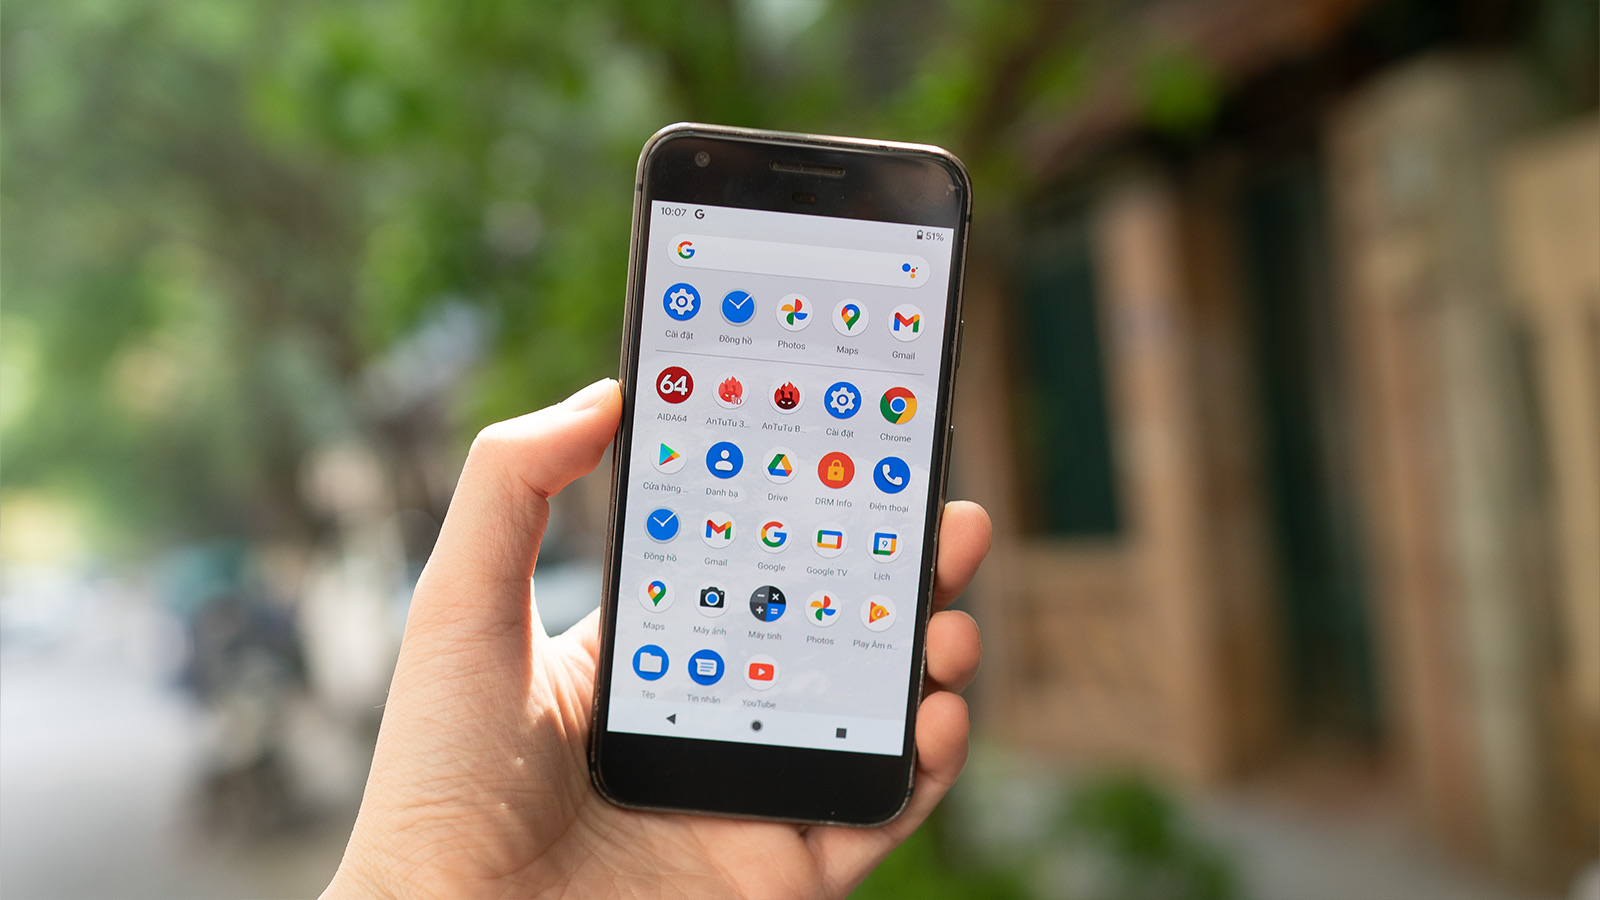 10:07 G
51%
G
Cài đặt
Đồng hồ
Photos
Maps
Gmail
64
AIDA64
3D
AnTuTu 3...
AnTuTu B...
Cài đặt
Chrome
Cửa hàng ...
Danh bạ
Drive
DRM Info
Điện thoại
Đồng hồ
Gmail
G
Google
Google TV
9
Lịch
Maps
Máy ảnh
Máy tính
Photos
Play Âm n...
Tệp
Tin nhắn
YouTube